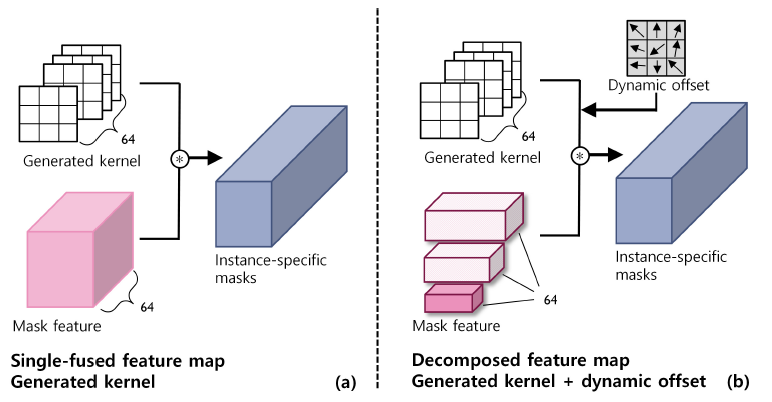 64
Generated kernel
*
Instance-specific
masks
64
Mask feature
Single-fused feature map
Generated kernel
(a)
Dynamic offset
64
Generated kernel
*
Instance-specific
masks
64
Mask feature
Decomposed feature map
Generated kernel + dynamic offset
(b)